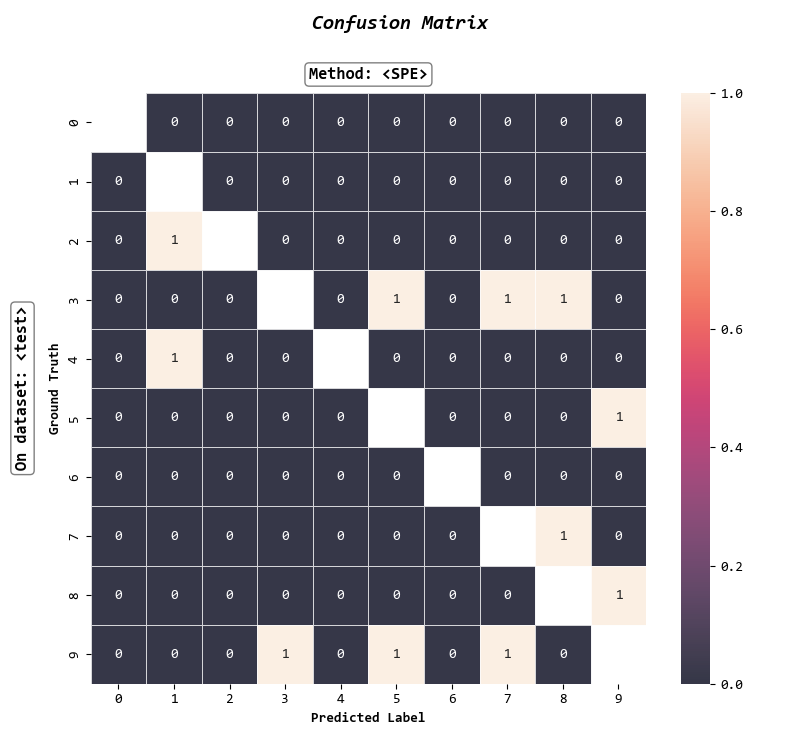 Confusion Matrix
Method: <SPE>
On dataset: <test>
Ground Truth
0 0 0 0 0 0 0 0 0 0
1 0 0 0 0 0 0 0 0 0
2 0 1 0 0 0 0 0 0 0
3 0 0 0 0 1 0 1 1 0
4 0 1 0 0 0 0 0 0 0
5 0 0 0 0 0 0 0 0 1
6 0 0 0 0 0 0 0 0 0
7 0 0 0 0 0 0 0 1 0
8 0 0 0 0 0 0 0 0 1
9 0 0 0 1 0 1 0 1 0
0 1 2 3 4 5 6 7 8 9
Predicted Label
1.0
0.8
0.6
0.4
0.2
0.0